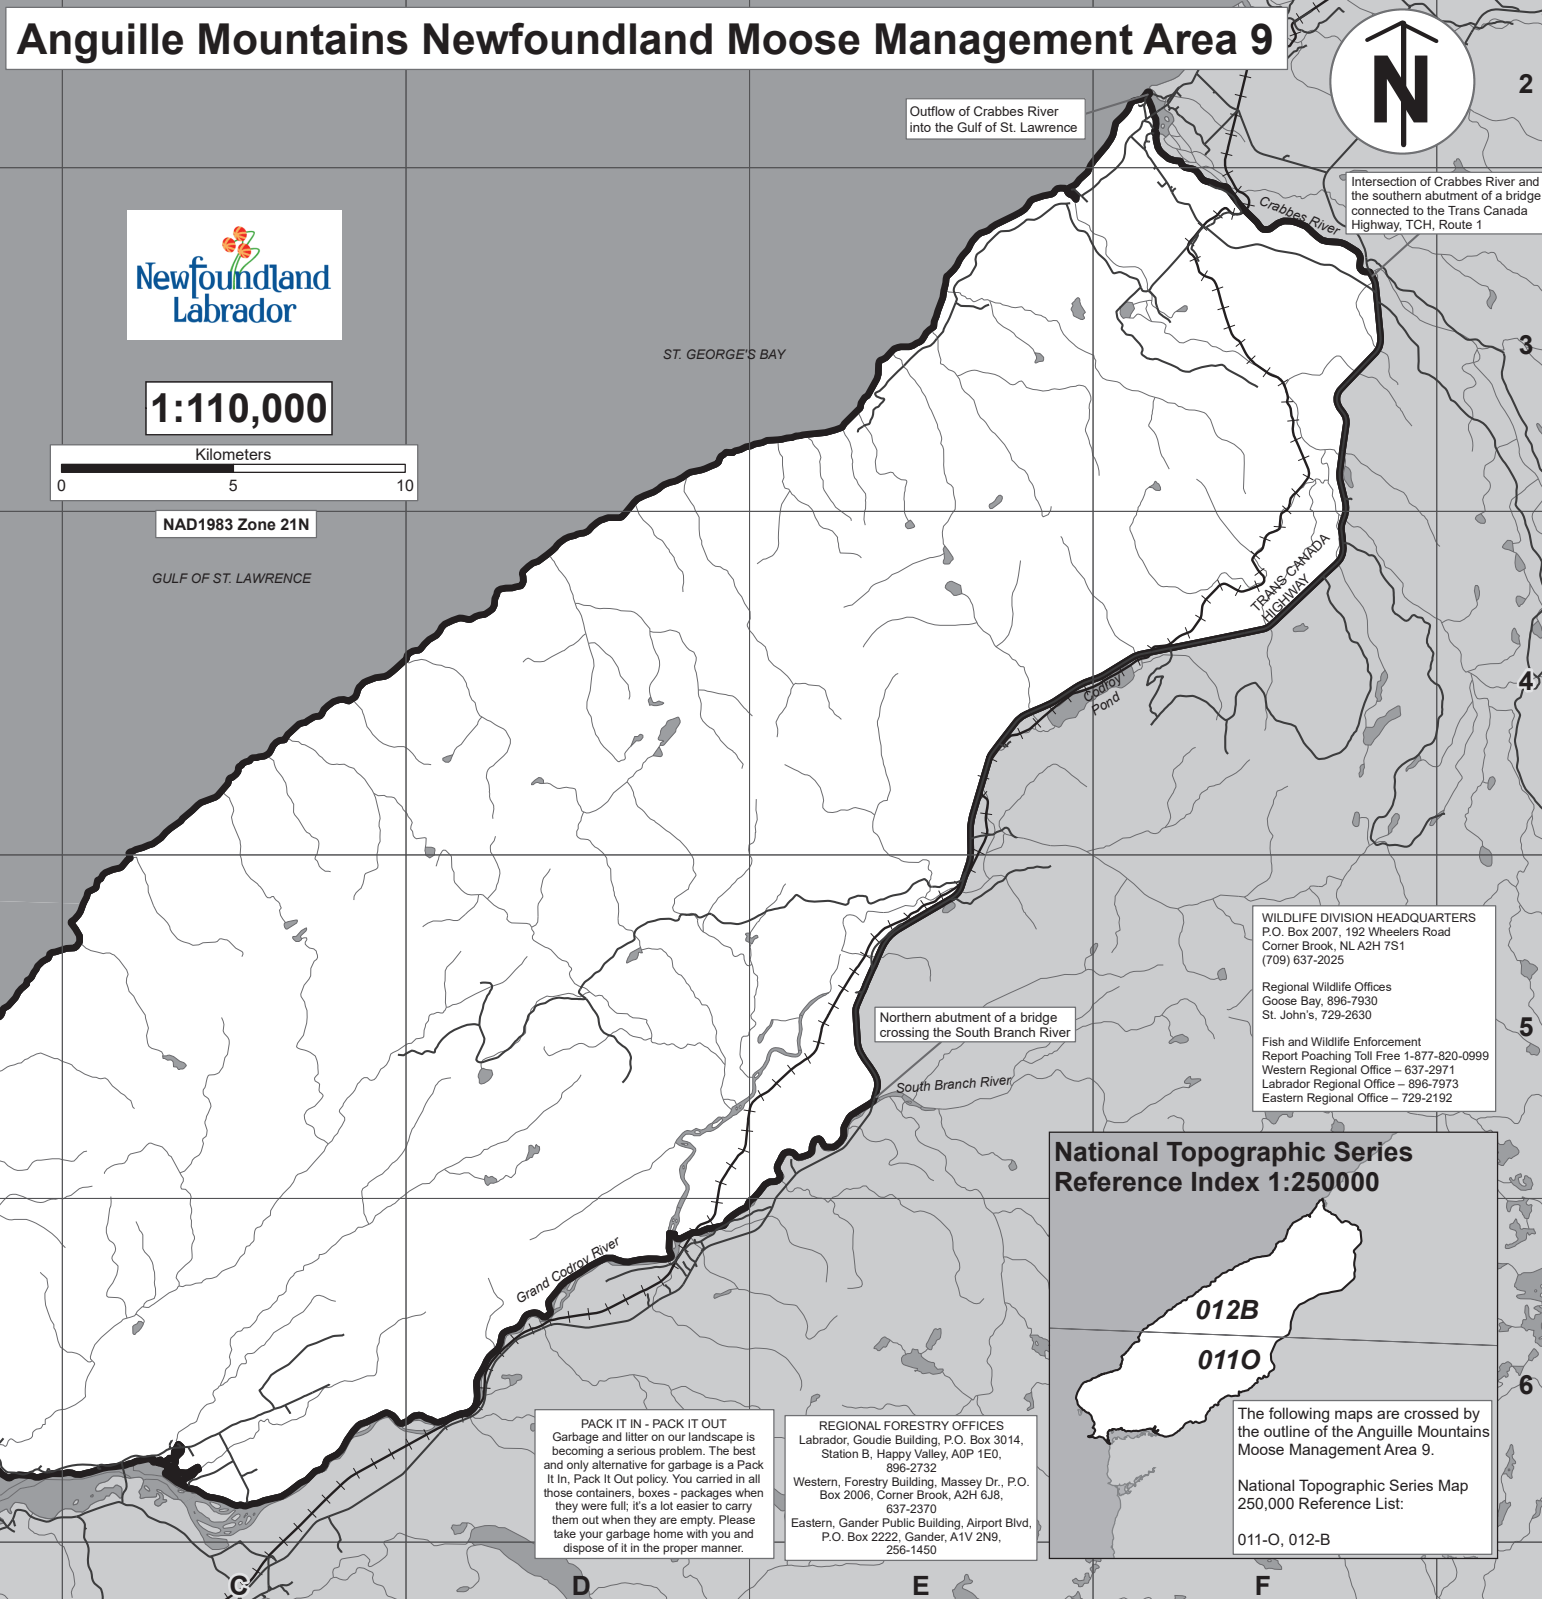 Anguille Mountains Newfoundland Moose Management Area 9
N
2
Outflow of Crabbes River
into the Gulf of St. Lawrence
Intersection of Crabbes River and
the southern abutment of a bridge
connected to the Trans Canada
Highway, TCH, Route 1
Crabbes River
Newfoundland
Labrador
ST. GEORGE'S BAY
3
1:110,000
Kilometers
0 5 10
NAD1983 Zone 21N
GULF OF ST. LAWRENCE
TRANS CANADA
HIGHWAY
Codroy
Pond
4
WILDLIFE DIVISION HEADQUARTERS
P.O. Box 2007, 192 Wheelers Road
Corner Brook, NL A2H 7S1
(709) 637-2025
Regional Wildlife Offices
Goose Bay, 896-7930
St. John's, 729-2630
Fish and Wildlife Enforcement
Report Poaching Toll Free 1-877-820-0999
Western Regional Office – 637-2971
Labrador Regional Office – 896-7973
Eastern Regional Office – 729-2192
5
Northern abutment of a bridge
crossing the South Branch River
South Branch River
National Topographic Series
Reference Index 1:250000
012B
011O
The following maps are crossed by
the outline of the Anguille Mountains
Moose Management Area 9.
National Topographic Series Map
250,000 Reference List:
011-O, 012-B
6
Grand Codroy River
PACK IT IN - PACK IT OUT
Garbage and litter on our landscape is
becoming a serious problem. The best
and only alternative for garbage is a Pack
It In, Pack It Out policy. You carried in all
those containers, boxes - packages when
they were full; it's a lot easier to carry
them out when they are empty. Please
take your garbage home with you and
dispose of it in the proper manner.
REGIONAL FORESTRY OFFICES
Labrador, Goudie Building, P.O. Box 3014,
Station B, Happy Valley, A0P 1E0,
896-2732
Western, Forestry Building, Massey Dr., P.O.
Box 2006, Corner Brook, A2H 6J8,
637-2370
Eastern, Gander Public Building, Airport Blvd,
P.O. Box 2222, Gander, A1V 2N9,
256-1450
C D E F